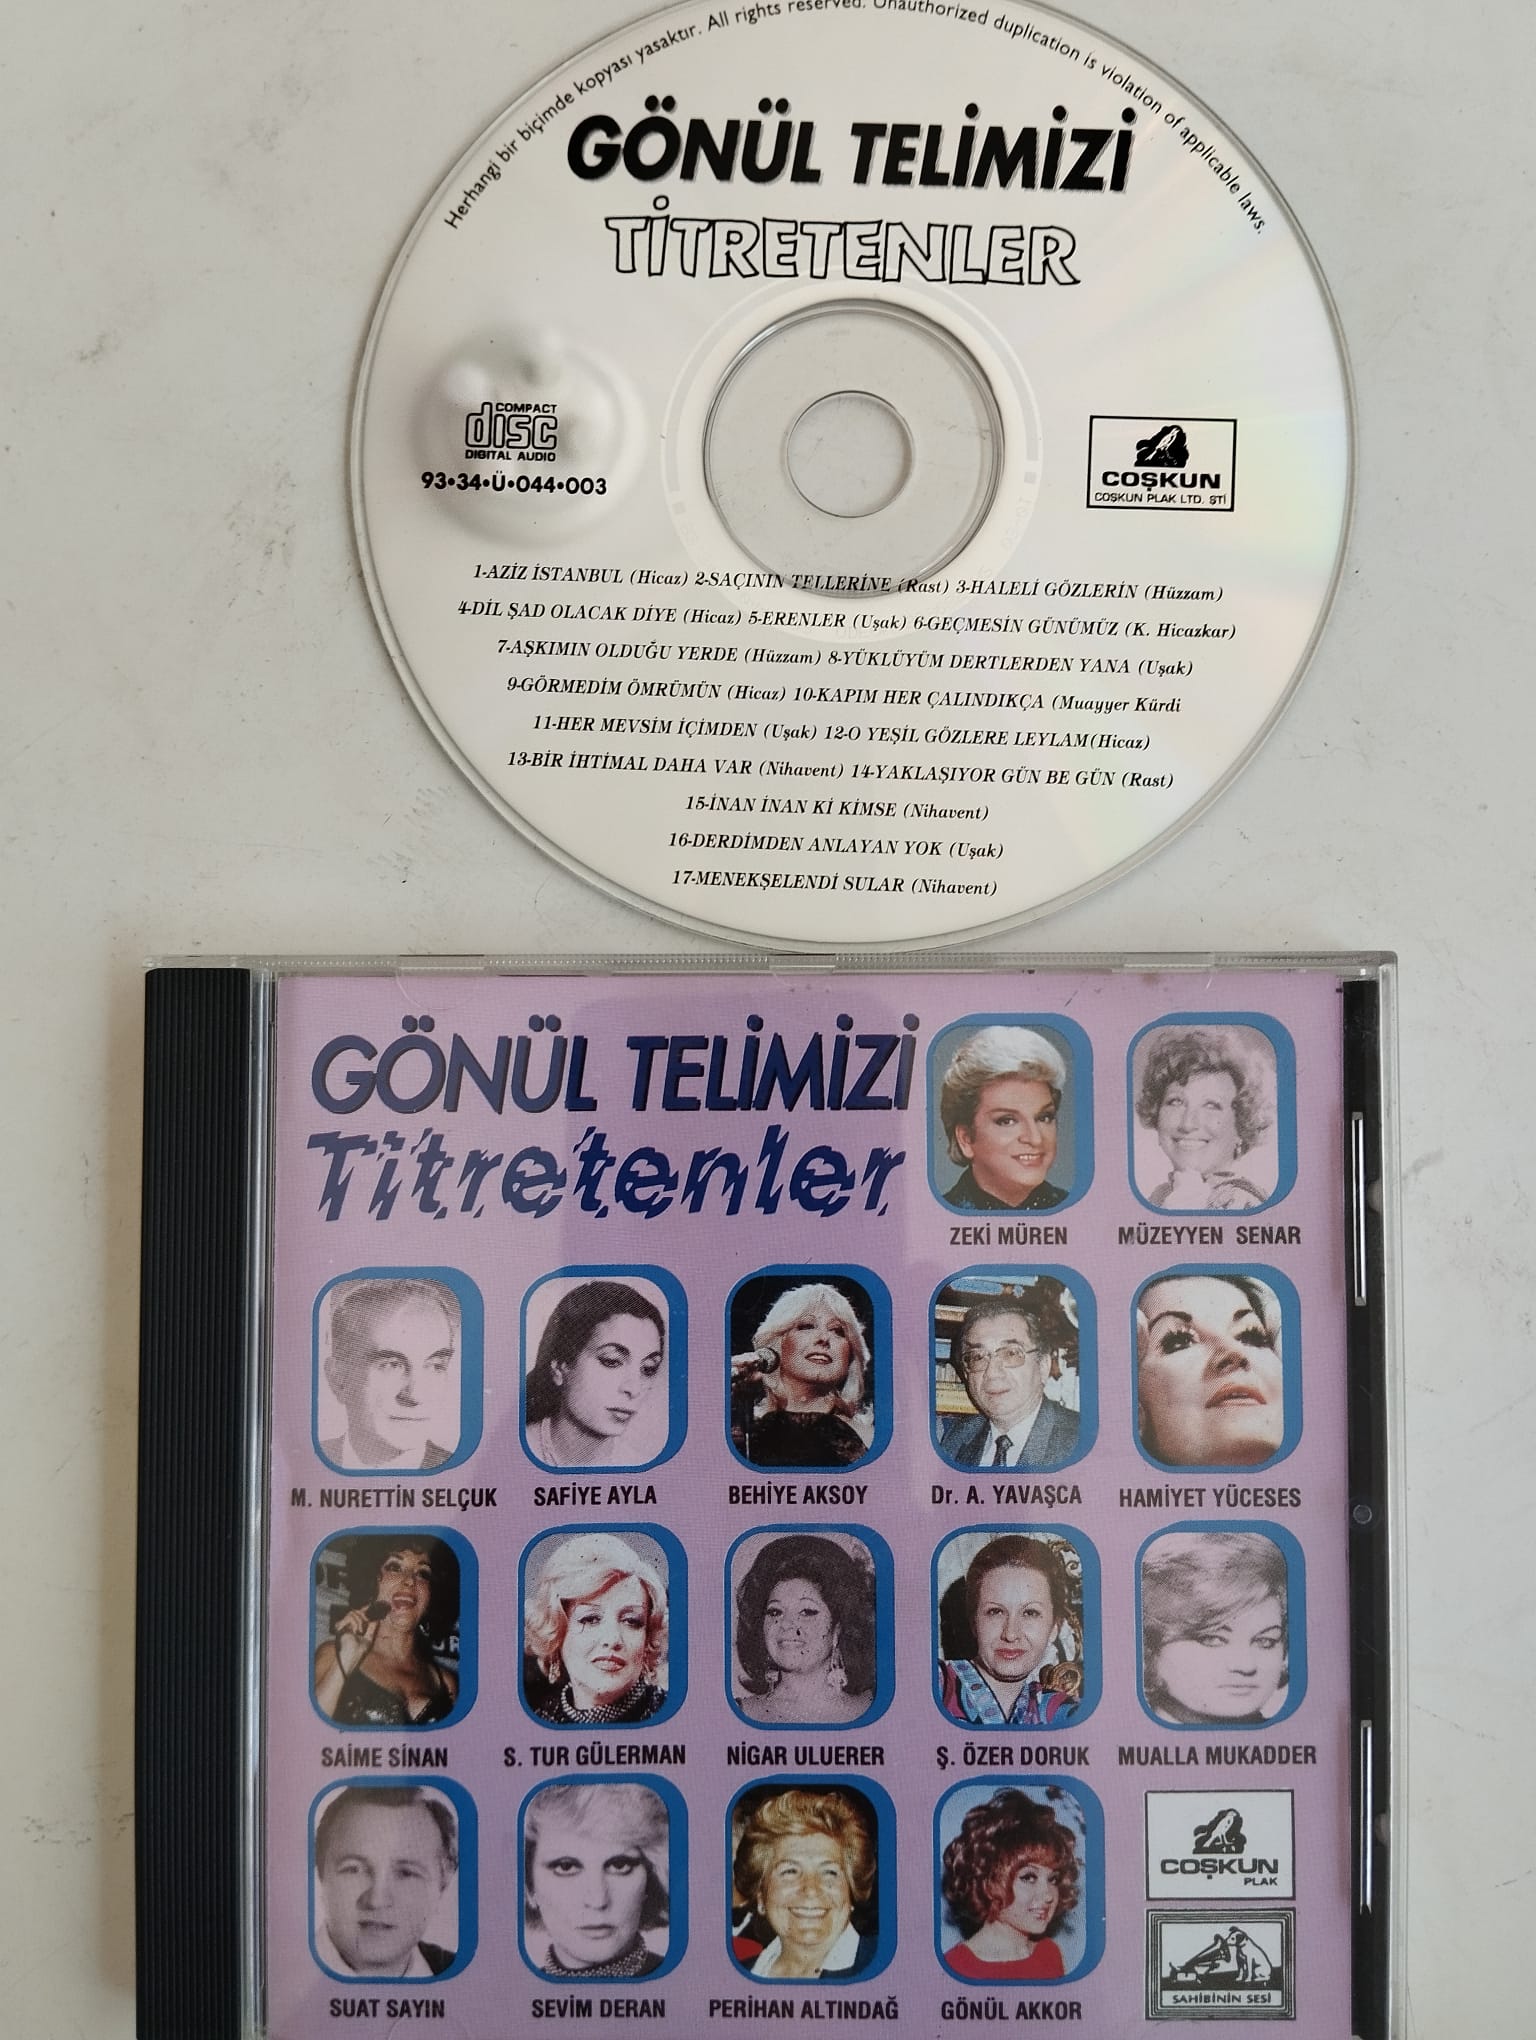 Herhangi bir biçimde kopyası yasaktır. All rights reserved. Unauthorized duplication is violation of applicable laws.
GÖNÜL TELİMİZİ
TİTRETENLER
COMPACT
disc
DIGITAL AUDIO
93•34•Ü•044•003
COŞKUN
COŞKUN PLAK LTD. ŞTİ
1-AZİZ İSTANBUL (Hicaz) 2-SAÇININ TELLERİNE (Rast) 3-HALELİ GÖZLERİN (Hüzzam)
4-DİL ŞAD OLACAK DİYE (Hicaz) 5-ERENLER (Uşak) 6-GEÇMESİN GÜNÜMÜZ (K. Hicazkar)
7-AŞKIMIN OLDUĞU YERDE (Hüzzam) 8-YÜKLÜYÜM DERTLERDEN YANA (Uşak)
9-GÖRMEDİM ÖMRÜMÜN (Hicaz) 10-KAPIM HER ÇALINDIKÇA (Muayyer Kürdi
11-HER MEVSİM İÇİMDEN (Uşak) 12-O YEŞİL GÖZLERE LEYLAM(Hicaz)
13-BİR İHTİMAL DAHA VAR (Nihavent) 14-YAKLAŞIYOR GÜN BE GÜN (Rast)
15-İNAN İNAN Kİ KİMSE (Nihavent)
16-DERDİMDEN ANLAYAN YOK (Uşak)
17-MENEKŞELENDİ SULAR (Nihavent)
GÖNÜL TELİMİZİ
Titretenler
ZEKİ MÜREN MÜZEYYEN SENAR
M. NURETTİN SELÇUK SAFİYE AYLA BEHİYE AKSOY Dr. A. YAVAŞCA HAMİYET YÜCESES
SAİME SİNAN S. TUR GÜLERMAN NİGAR ULUERER Ş. ÖZER DORUK MUALLA MUKADDER
COŞKUN
PLAK
SAHİBİNİN SESİ
SUAT SAYIN SEVİM DERAN PERİHAN ALTINDAĞ GÖNÜL AKKOR